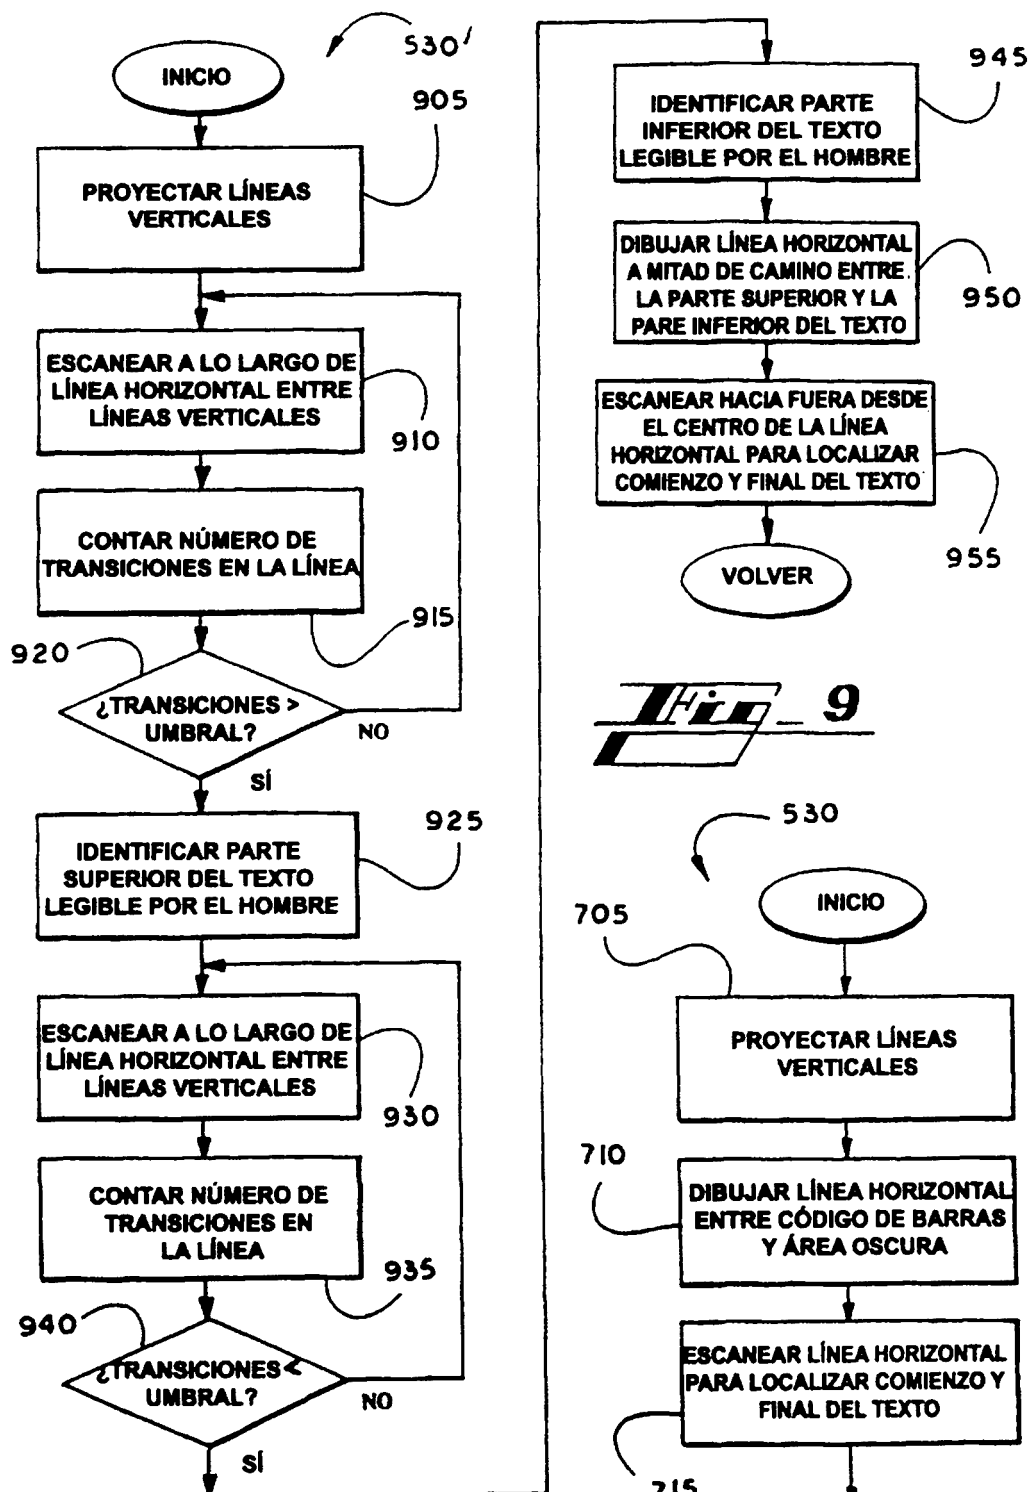 530'
INICIO
905
PROYECTAR LÍNEAS
VERTICALES
ESCANEAR A LO LARGO DE
LÍNEA HORIZONTAL ENTRE
LÍNEAS VERTICALES
910
CONTAR NÚMERO DE
TRANSICIONES EN LA LÍNEA
915
920
¿TRANSICIONES >
UMBRAL?
NO
SÍ
925
IDENTIFICAR PARTE
SUPERIOR DEL TEXTO
LEGIBLE POR EL HOMBRE
ESCANEAR A LO LARGO DE
LÍNEA HORIZONTAL ENTRE
LÍNEAS VERTICALES
930
CONTAR NÚMERO DE
TRANSICIONES EN
LA LÍNEA
935
940
¿TRANSICIONES <
UMBRAL?
NO
SÍ
945
IDENTIFICAR PARTE
INFERIOR DEL TEXTO
LEGIBLE POR EL HOMBRE
DIBUJAR LÍNEA HORIZONTAL
A MITAD DE CAMINO ENTRE
LA PARTE SUPERIOR Y LA
PARE INFERIOR DEL TEXTO
950
ESCANEAR HACIA FUERA DESDE
EL CENTRO DE LA LÍNEA
HORIZONTAL PARA LOCALIZAR
COMIENZO Y FINAL DEL TEXTO
955
VOLVER
Fig_ 9
530
INICIO
705
PROYECTAR LÍNEAS
VERTICALES
710
DIBUJAR LÍNEA HORIZONTAL
ENTRE CÓDIGO DE BARRAS
Y ÁREA OSCURA
ESCANEAR LÍNEA HORIZONTAL
PARA LOCALIZAR COMIENZO Y
FINAL DEL TEXTO
715